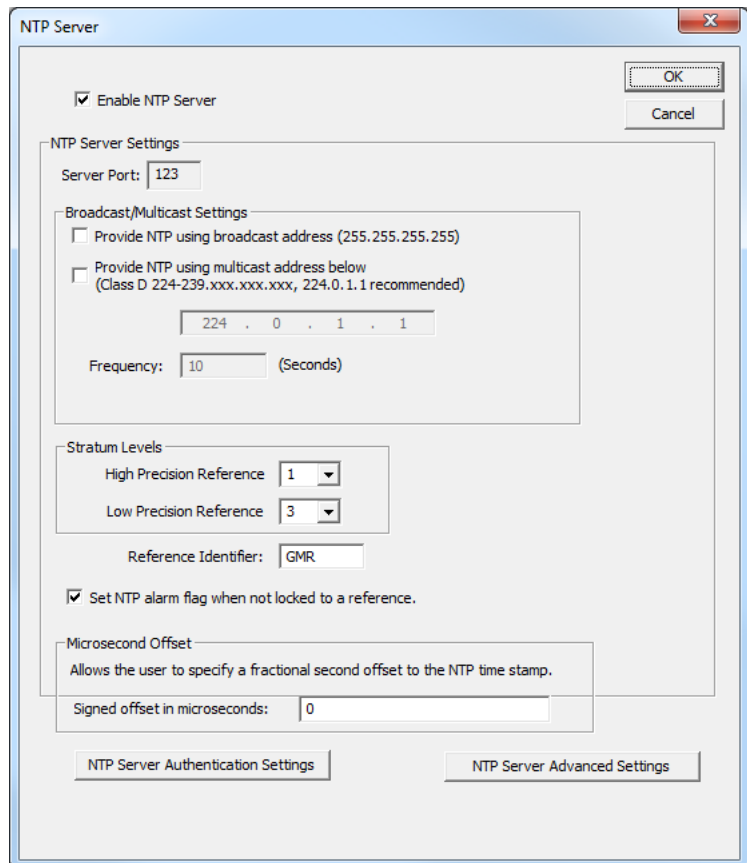 NTP Server
OK
Enable NTP Server
Cancel
NTP Server Settings
Server Port: 123
Broadcast/Multicast Settings
Provide NTP using broadcast address (255.255.255.255)
Provide NTP using multicast address below
(Class D 224-239.xxx.xxx.xxx, 224.0.1.1 recommended)
224 . 0 . 1 . 1
Frequency: 10 (Seconds)
Stratum Levels
High Precision Reference 1
Low Precision Reference 3
Reference Identifier: GMR
Set NTP alarm flag when not locked to a reference.
Microsecond Offset
Allows the user to specify a fractional second offset to the NTP time stamp.
Signed offset in microseconds: 0
NTP Server Authentication Settings
NTP Server Advanced Settings